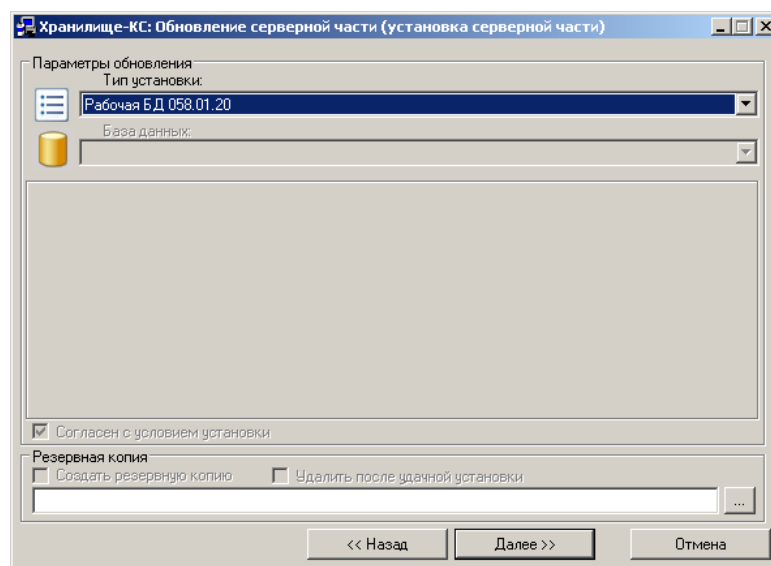 Хранилище-КС: Обновление серверной части (установка серверной части)
Параметры обновления
Тип установки:
Рабочая БД 058.01.20
База данных:
Согласен с условием установки
Резервная копия
Создать резервную копию Удалить после удачной установки
...
<< Назад Далее >> Отмена